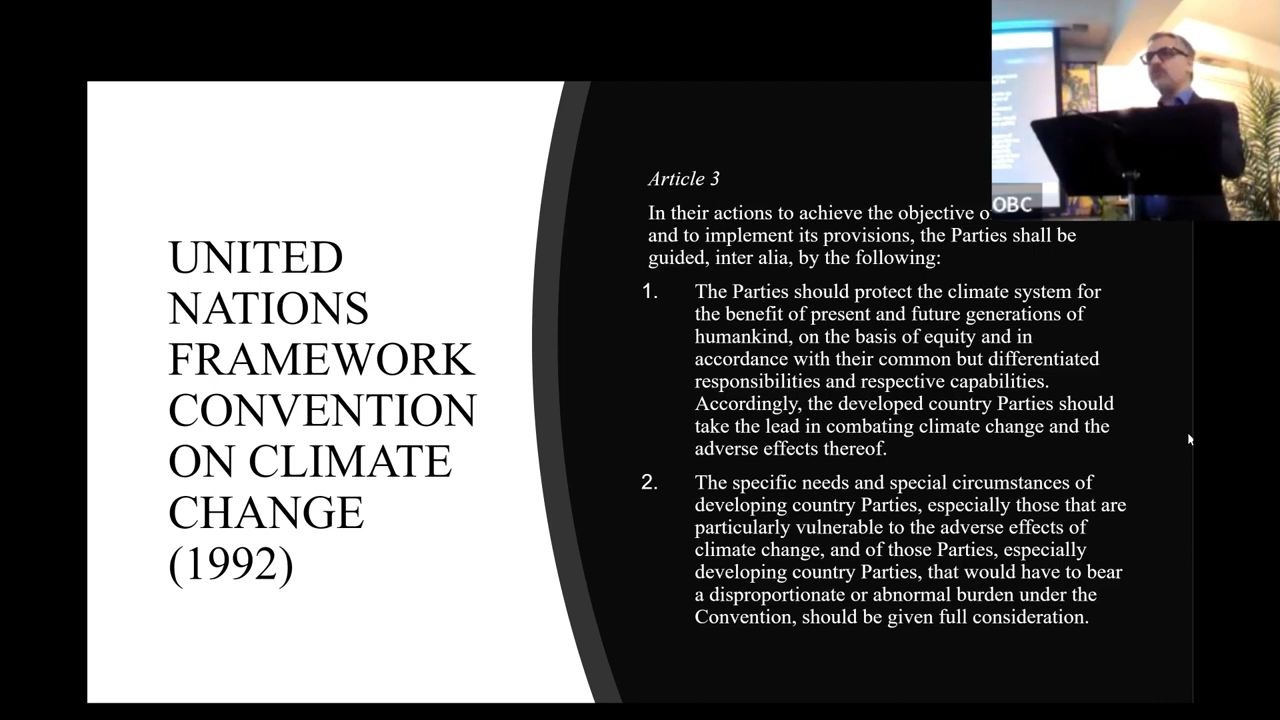 UNITED
NATIONS
FRAMEWORK
CONVENTION
ON CLIMATE
CHANGE
(1992)
Article 3
In their actions to achieve the objective o
and to implement its provisions, the Parties shall be
guided, inter alia, by the following:
1. The Parties should protect the climate system for
the benefit of present and future generations of
humankind, on the basis of equity and in
accordance with their common but differentiated
responsibilities and respective capabilities.
Accordingly, the developed country Parties should
take the lead in combating climate change and the
adverse effects thereof.
2. The specific needs and special circumstances of
developing country Parties, especially those that are
particularly vulnerable to the adverse effects of
climate change, and of those Parties, especially
developing country Parties, that would have to bear
a disproportionate or abnormal burden under the
Convention, should be given full consideration.
OBC